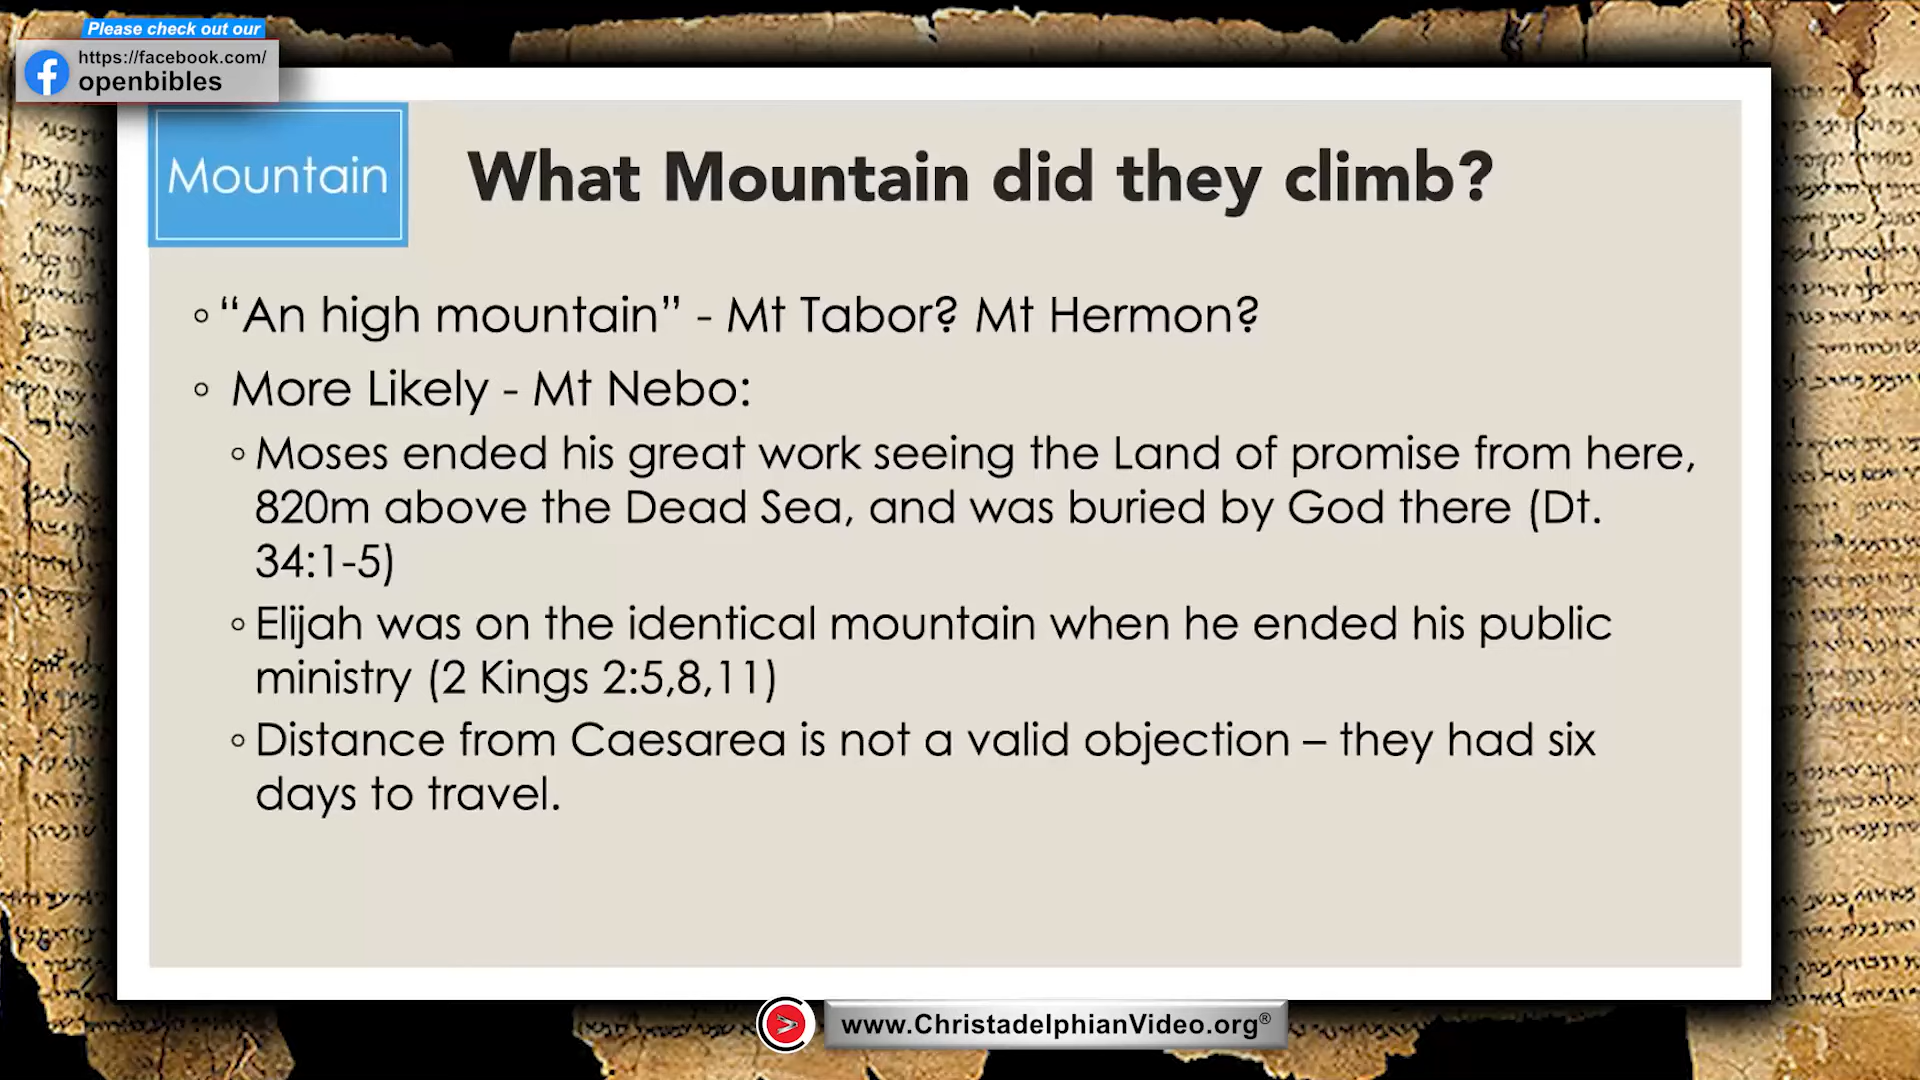 Please check out our
https://facebook.com/
openbibles
Mountain
What Mountain did they climb?
◦ “An high mountain” - Mt Tabor? Mt Hermon?
◦ More Likely - Mt Nebo:
◦ Moses ended his great work seeing the Land of promise from here,
820m above the Dead Sea, and was buried by God there (Dt.
34:1-5)
◦ Elijah was on the identical mountain when he ended his public
ministry (2 Kings 2:5,8,11)
◦ Distance from Caesarea is not a valid objection – they had six
days to travel.
www.ChristadelphianVideo.org®